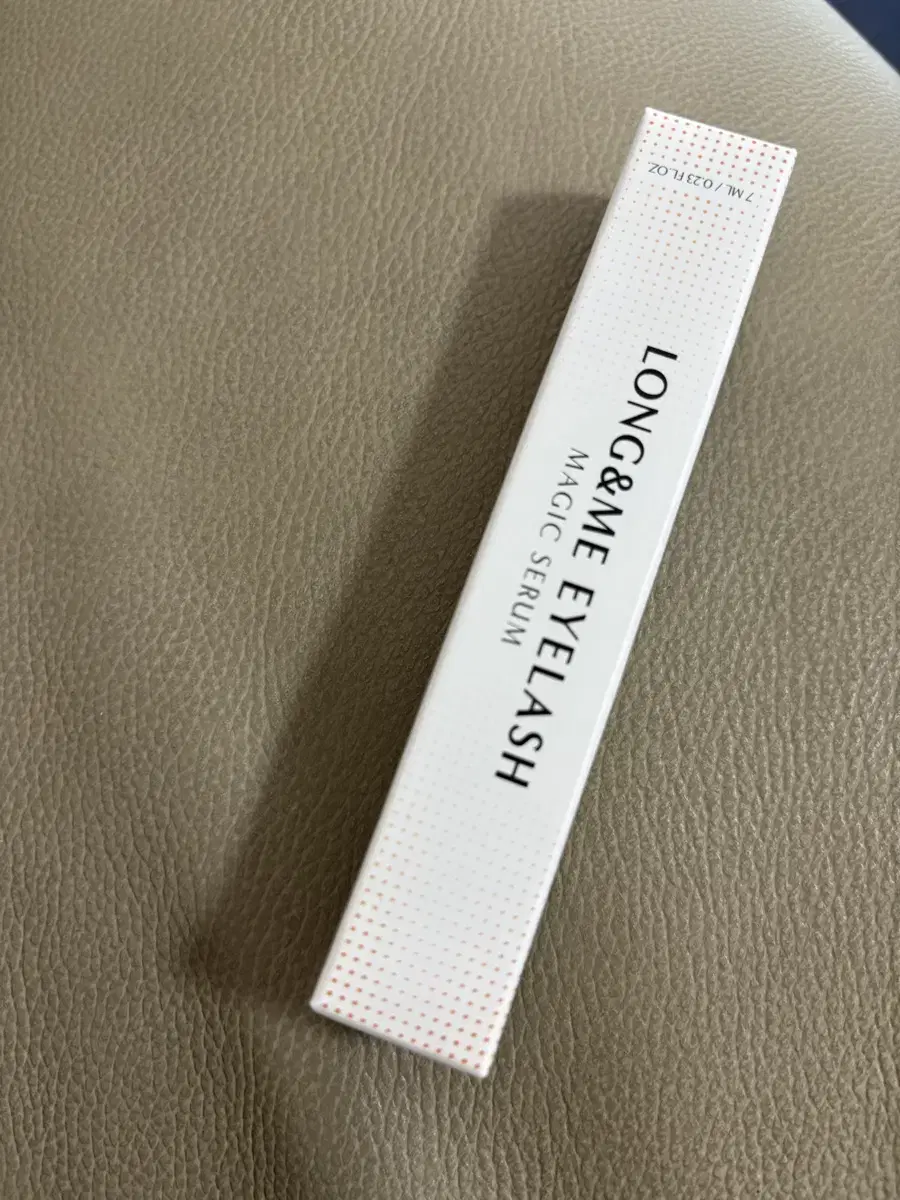 7 ML / 0.23 FL.OZ.
LONG&ME EYELASH
MAGIC SERUM